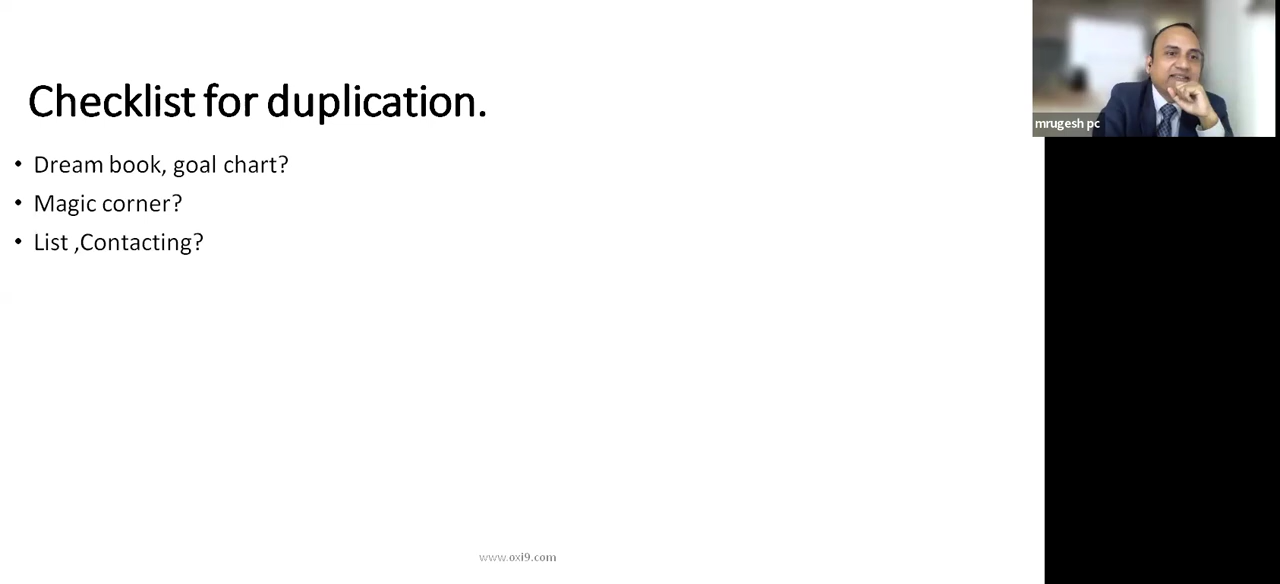 Checklist for duplication.
• Dream book, goal chart?
• Magic corner?
• List ,Contacting?
www.oxi9.com
mrugesh pc